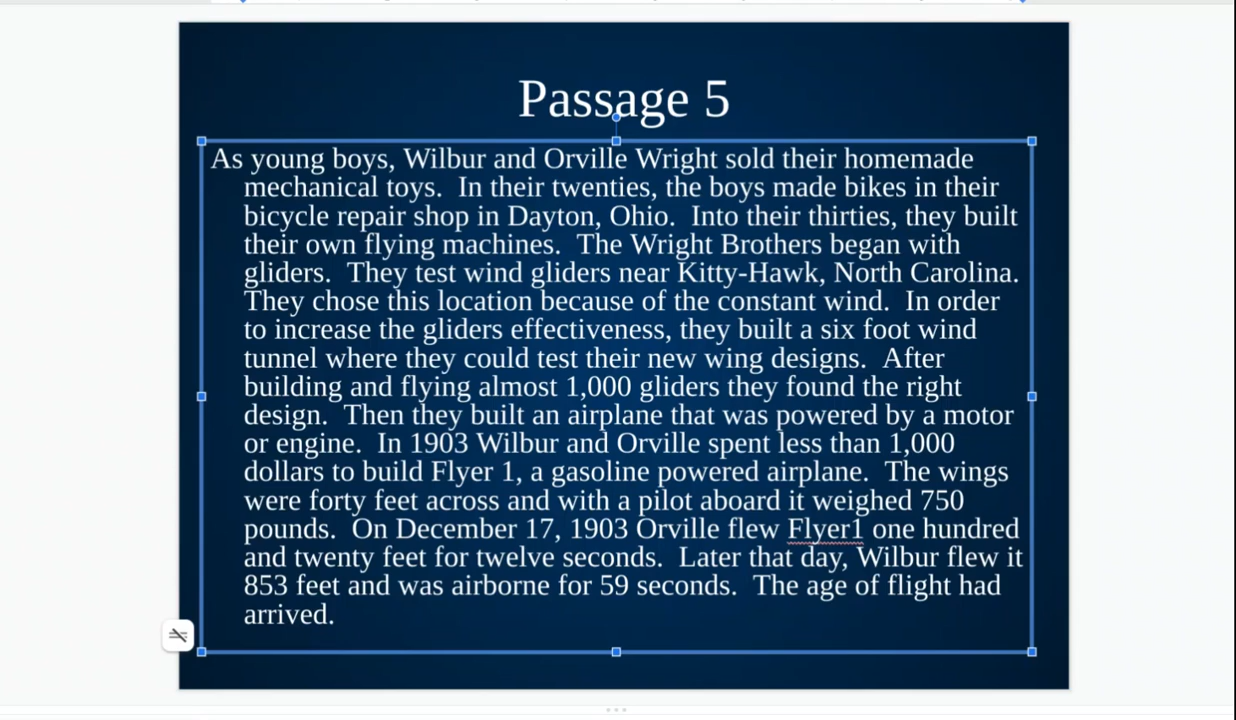 Passage 5
As young boys, Wilbur and Orville Wright sold their homemade
mechanical toys.  In their twenties, the boys made bikes in their
bicycle repair shop in Dayton, Ohio.  Into their thirties, they built
their own flying machines.  The Wright Brothers began with
gliders.  They test wind gliders near Kitty-Hawk, North Carolina.
They chose this location because of the constant wind.  In order
to increase the gliders effectiveness, they built a six foot wind
tunnel where they could test their new wing designs.  After
building and flying almost 1,000 gliders they found the right
design.  Then they built an airplane that was powered by a motor
or engine.  In 1903 Wilbur and Orville spent less than 1,000
dollars to build Flyer 1, a gasoline powered airplane.  The wings
were forty feet across and with a pilot aboard it weighed 750
pounds.  On December 17, 1903 Orville flew Flyer1 one hundred
and twenty feet for twelve seconds.  Later that day, Wilbur flew it
853 feet and was airborne for 59 seconds.  The age of flight had
arrived.